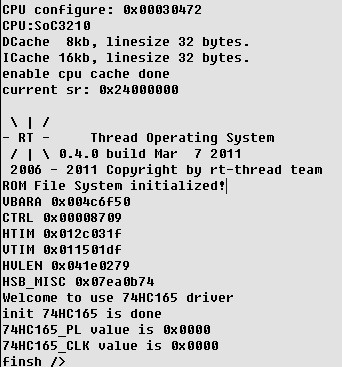 CPU configure: 0x00030472
CPU:SoC3210
DCache  8kb, linesize 32 bytes.
ICache 16kb, linesize 32 bytes.
enable cpu cache done
current sr: 0x24000000
 \ | /
- RT -     Thread Operating System
 / | \ 0.4.0 build Mar  7 2011
 2006 - 2011 Copyright by rt-thread team
ROM File System initialized!
VBARA 0x004c6f50
CTRL 0x00008709
HTIM 0x012c031f
VTIM 0x011501df
HVLEN 0x041e0279
HSB_MISC 0x07ea0b74
Welcome to use 74HC165 driver
init 74HC165 is done
74HC165_PL value is 0x0000
74HC165_CLK value is 0x0000
finsh />